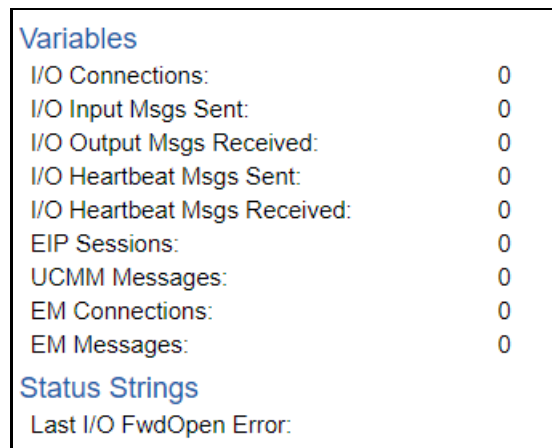 Variables
I/O Connections: 0
I/O Input Msgs Sent: 0
I/O Output Msgs Received: 0
I/O Heartbeat Msgs Sent: 0
I/O Heartbeat Msgs Received: 0
EIP Sessions: 0
UCMM Messages: 0
EM Connections: 0
EM Messages: 0
Status Strings
Last I/O FwdOpen Error: